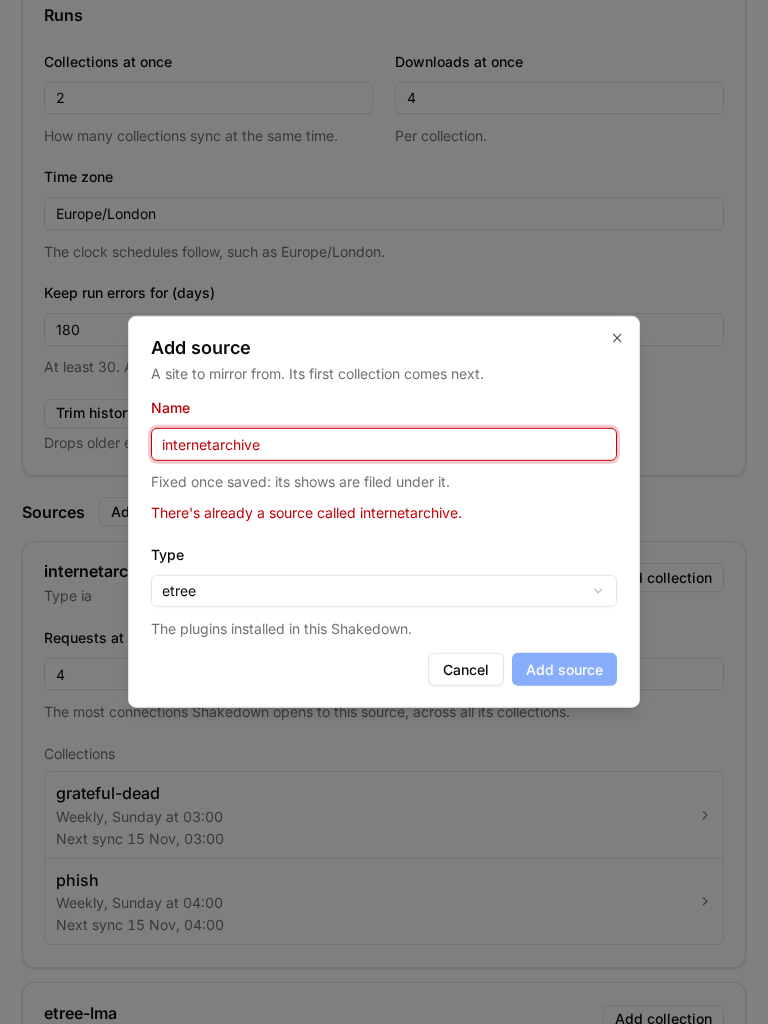 Runs
Collections at once
Downloads at once
2
4
How many collections sync at the same time.
Per collection.
Time zone
Europe/London
The clock schedules follow, such as Europe/London.
Keep run errors for (days)
180
At least 30.
Trim
Drops older
Add source
A site to mirror from. Its first collection comes next.
Name
internetarchive
Fixed once saved: its shows are filed under it.
There's already a source called internetarchive.
Type
etree
The plugins installed in this Shakedown.
Cancel
Add source
Sources
Type ia
collection
Requests at
4
The most connections Shakedown opens to this source, across all its collections.
Collections
grateful-dead
Weekly, Sunday at 03:00
Next sync 15 Nov, 03:00
phish
Weekly, Sunday at 04:00
Next sync 15 Nov, 04:00
etree-lma
Add collection